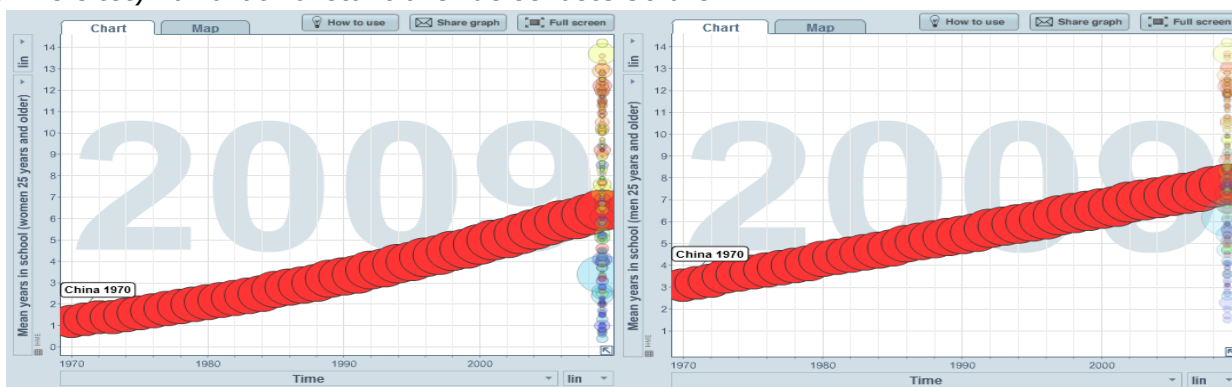 Chart
Map
How to use
Share graph
Full screen
lin
Mean years in school (women 25 years and older)
2009
China 1970
14
13
12
11
10
9
8
7
6
5
4
3
2
1
0
IHME
1970
1980
1990
2000
Time
lin
Chart
Map
How to use
Share graph
Full screen
lin
Mean years in school (men 25 years and older)
2009
China 1970
14
13
12
11
10
9
8
7
6
5
4
3
2
1
IHME
1970
1980
1990
2000
Time
lin